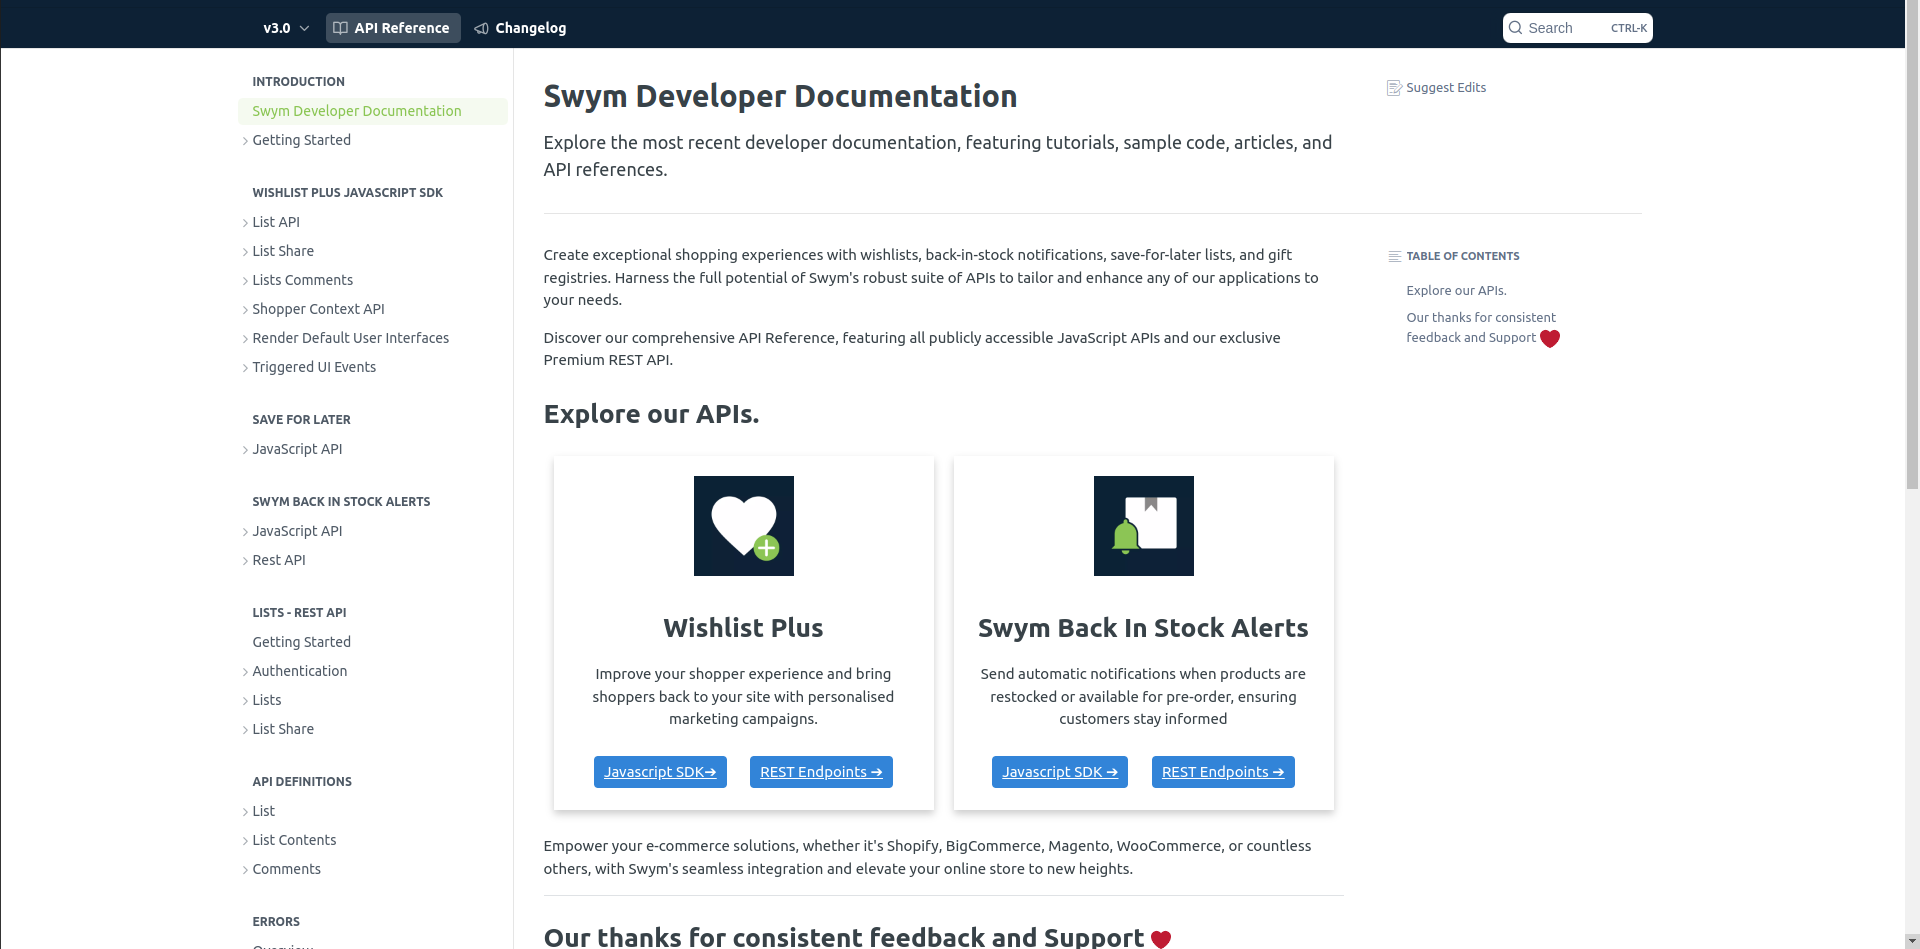 v3.0
API Reference
Changelog
Search
CTRL-K
INTRODUCTION
Swym Developer Documentation
Getting Started
WISHLIST PLUS JAVASCRIPT SDK
List API
List Share
Lists Comments
Shopper Context API
Render Default User Interfaces
Triggered UI Events
SAVE FOR LATER
JavaScript API
SWYM BACK IN STOCK ALERTS
JavaScript API
Rest API
LISTS - REST API
Getting Started
Authentication
Lists
List Share
API DEFINITIONS
List
List Contents
Comments
ERRORS
Swym Developer Documentation
Explore the most recent developer documentation, featuring tutorials, sample code, articles, and
API references.
Create exceptional shopping experiences with wishlists, back-in-stock notifications, save-for-later lists, and gift
registries. Harness the full potential of Swym's robust suite of APIs to tailor and enhance any of our applications to
your needs.
Discover our comprehensive API Reference, featuring all publicly accessible JavaScript APIs and our exclusive
Premium REST API.
Explore our APIs.
Wishlist Plus
Improve your shopper experience and bring
shoppers back to your site with personalised
marketing campaigns.
Javascript SDK➔
REST Endpoints ➔
Swym Back In Stock Alerts
Send automatic notifications when products are
restocked or available for pre-order, ensuring
customers stay informed
Javascript SDK ➔
REST Endpoints ➔
Empower your e-commerce solutions, whether it's Shopify, BigCommerce, Magento, WooCommerce, or countless
others, with Swym's seamless integration and elevate your online store to new heights.
Our thanks for consistent feedback and Support ❤️
Suggest Edits
TABLE OF CONTENTS
Explore our APIs.
Our thanks for consistent
feedback and Support ❤️